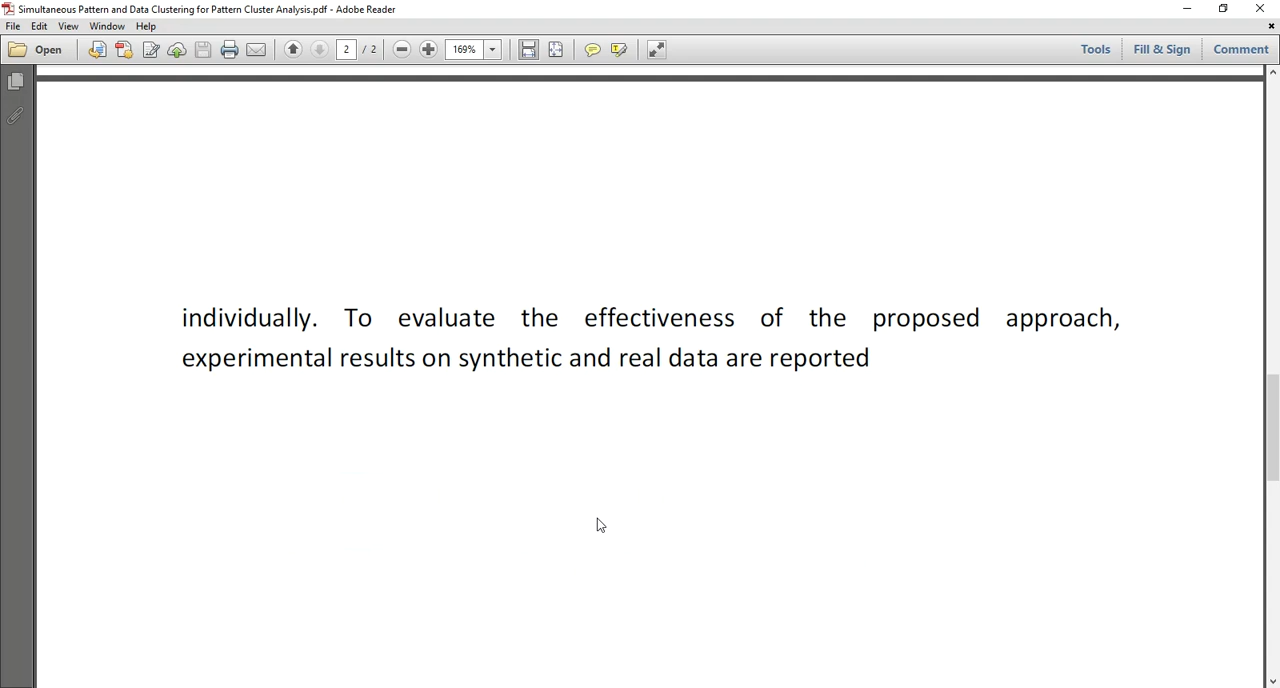 Simultaneous Pattern and Data Clustering for Pattern Cluster Analysis.pdf - Adobe Reader
File Edit View Window Help
Open 2 / 2 169% Tools Fill & Sign Comment
individually. To evaluate the effectiveness of the proposed approach,
experimental results on synthetic and real data are reported